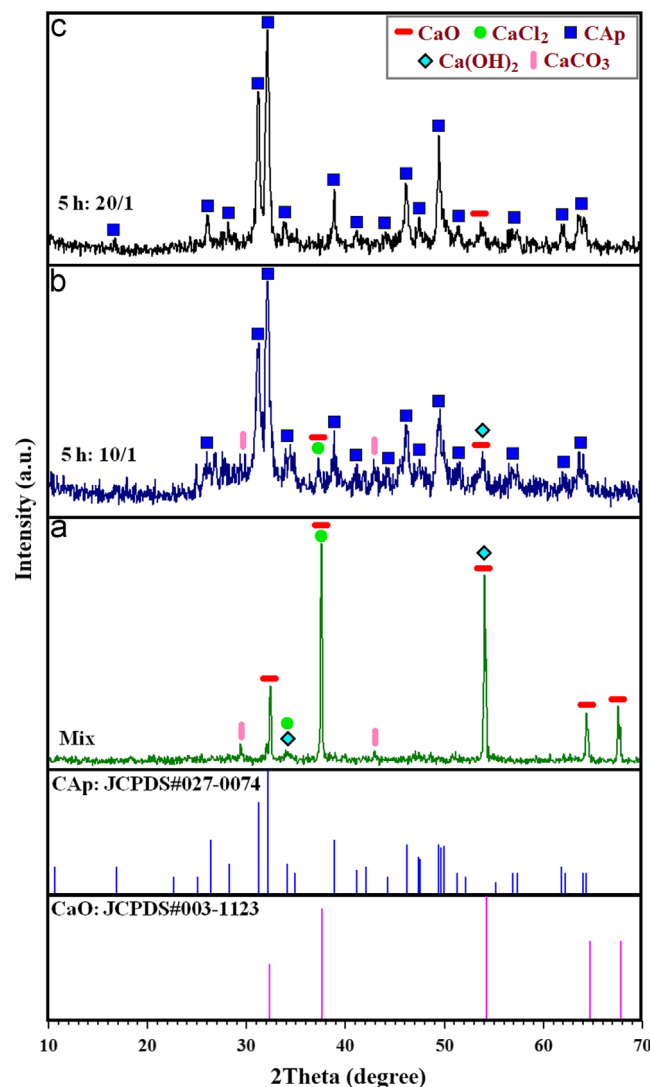 c
CaO CaCl₂ CAp
Ca(OH)₂ CaCO₃
5 h: 20/1
b
5 h: 10/1
a
Mix
CAp: JCPDS#027-0074
CaO: JCPDS#003-1123
Intensity (a.u.)
10 20 30 40 50 60 70
2Theta (degree)